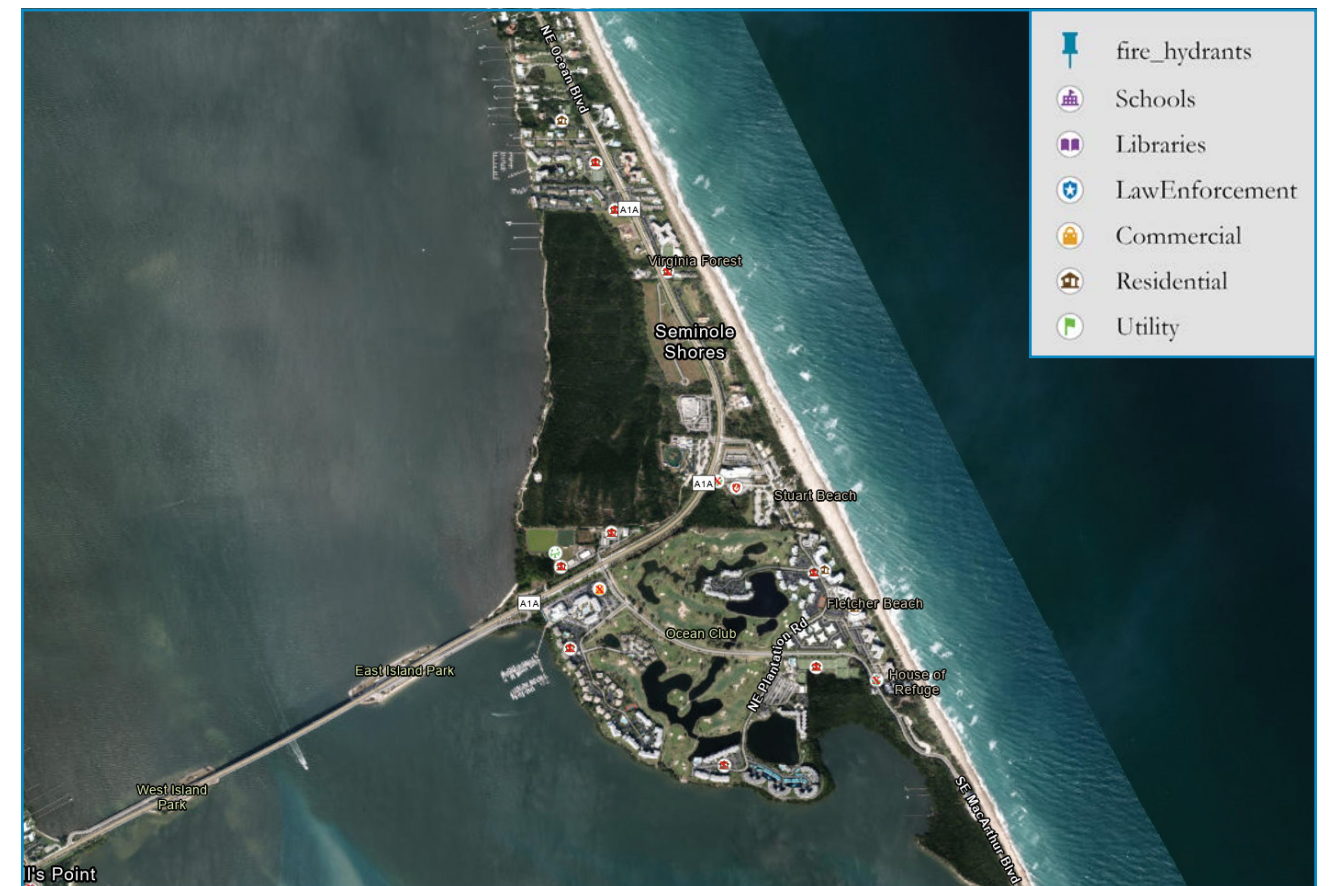 NE Ocean Blvd
fire_hydrants
Schools
Libraries
LawEnforcement
Commercial
Residential
Utility
A1A
Virginia Forest
Seminole
Shores
A1A
Stuart Beach
A1A
Fletcher Beach
Ocean Club
NE Plantation Rd
East Island Park
House of
Refuge
West Island
Park
SE MacArthur Blvd
ll's Point